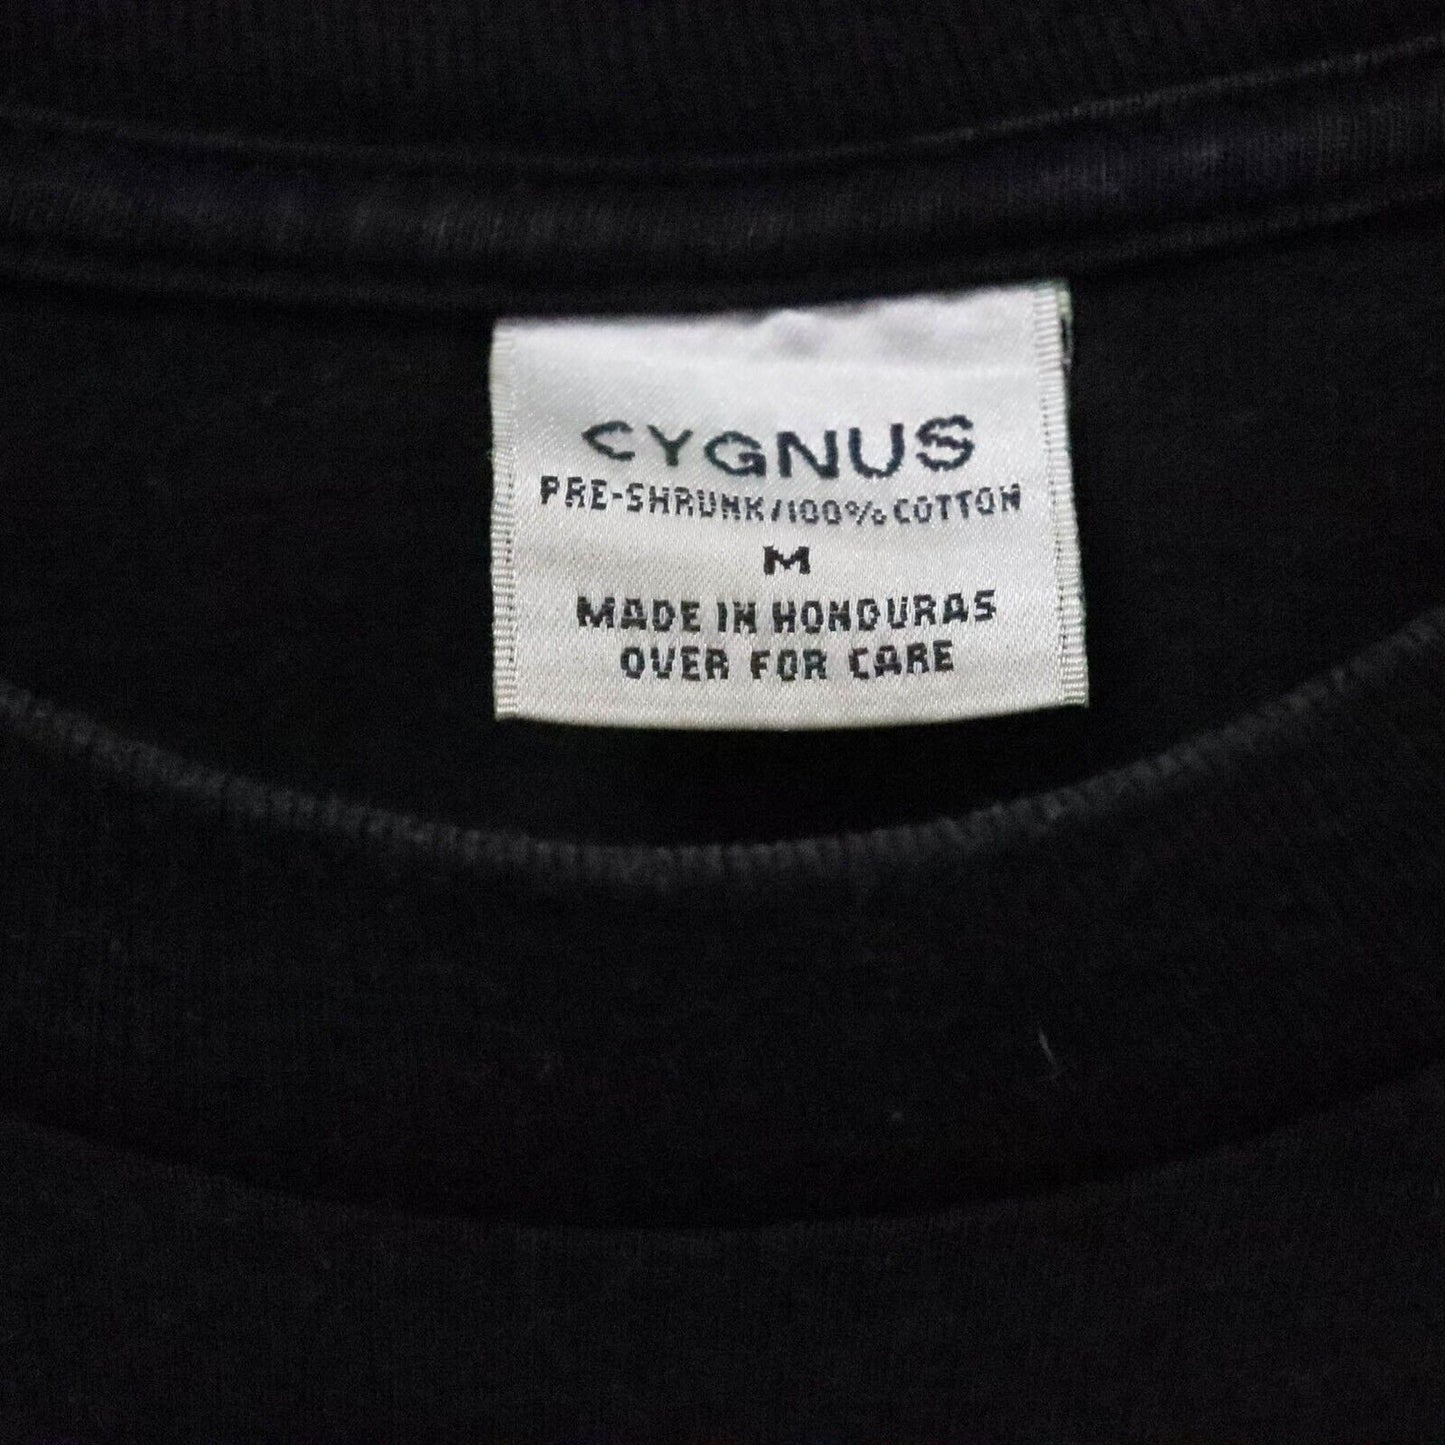 CYGNUS
PRE-SHRUNK/100% COTTON
M
MADE IN HONDURAS
OVER FOR CARE